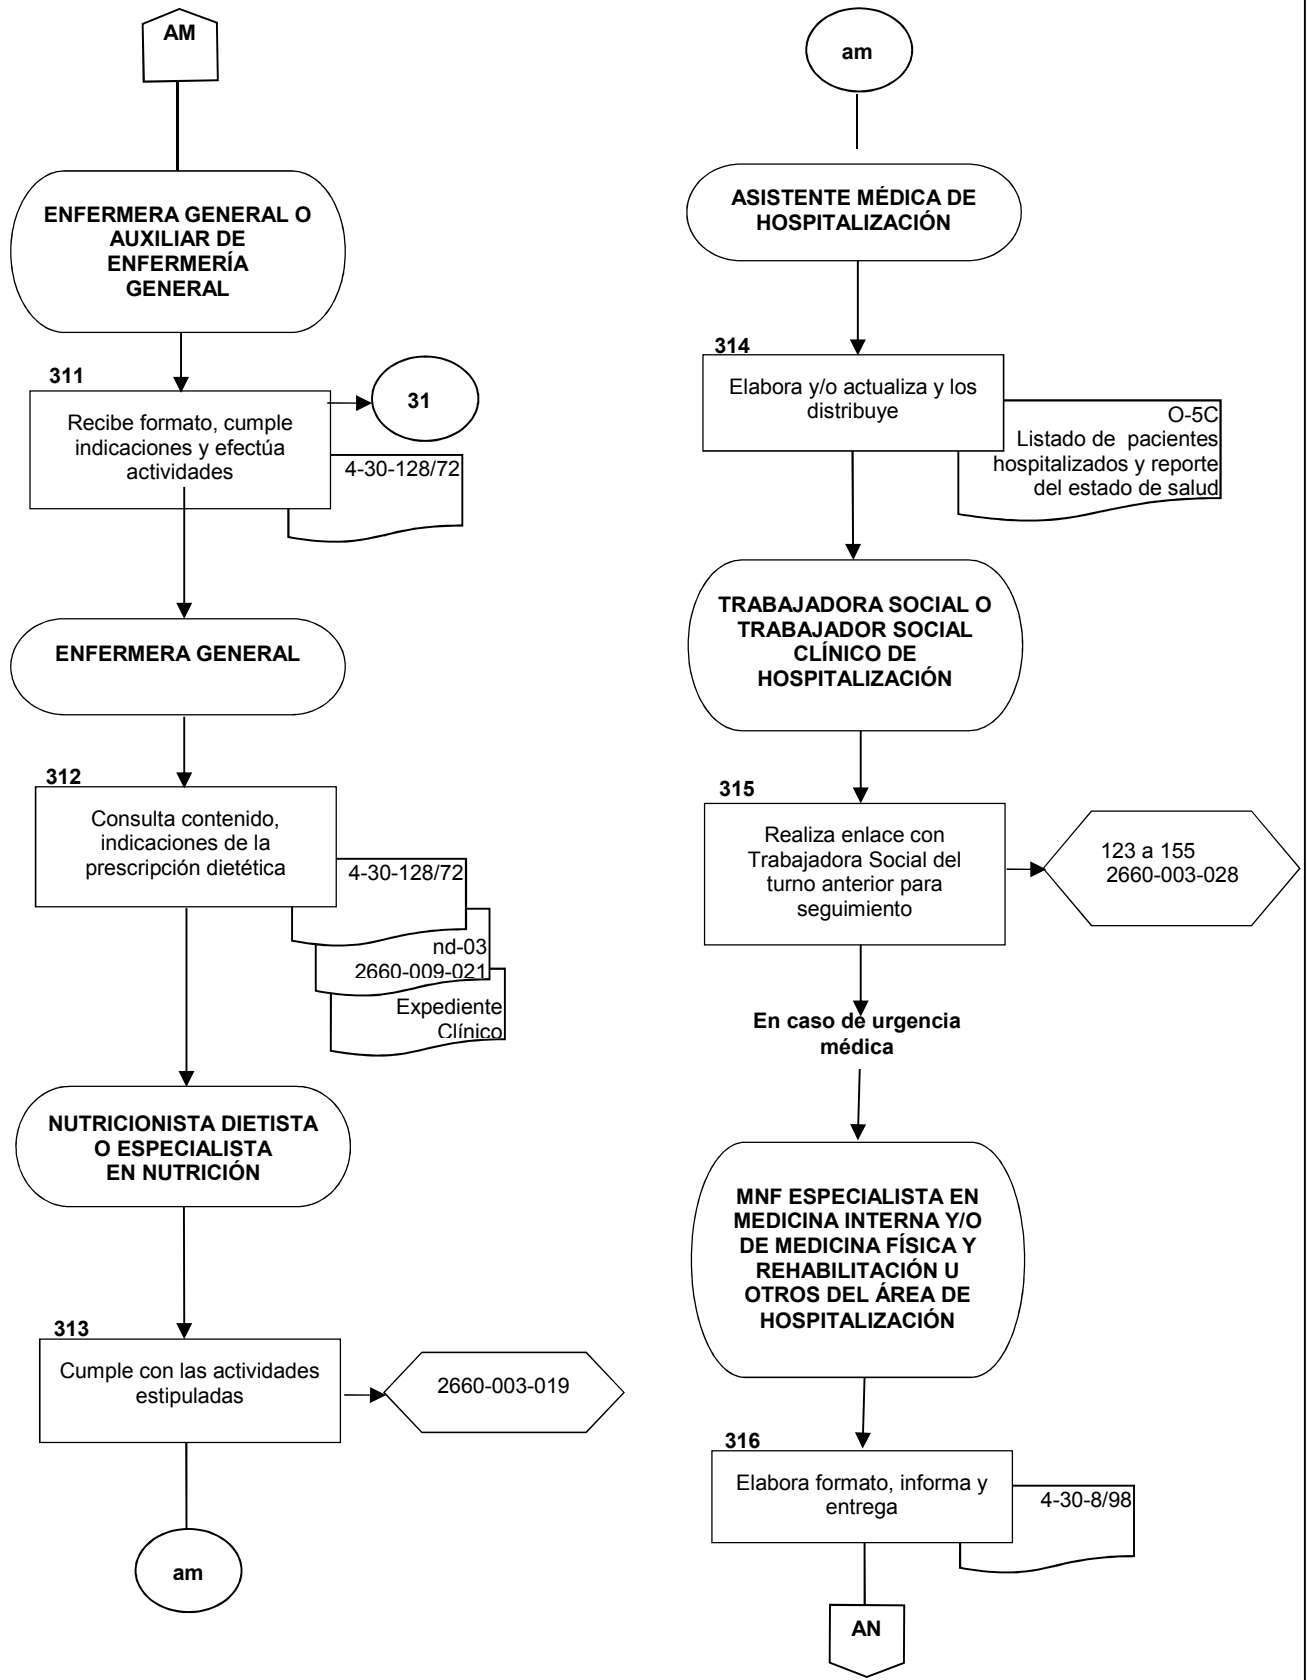 AM
ENFERMERA GENERAL O
AUXILIAR DE
ENFERMERÍA
GENERAL
311
Recibe formato, cumple
indicaciones y efectúa
actividades
31
4-30-128/72
ENFERMERA GENERAL
312
Consulta contenido,
indicaciones de la
prescripción dietética
4-30-128/72
nd-03
2660-009-021
Expediente
Clínico
NUTRICIONISTA DIETISTA
O ESPECIALISTA
EN NUTRICIÓN
313
Cumple con las actividades
estipuladas
2660-003-019
am
am
ASISTENTE MÉDICA DE
HOSPITALIZACIÓN
314
Elabora y/o actualiza y los
distribuye
O-5C
Listado de pacientes
hospitalizados y reporte
del estado de salud
TRABAJADORA SOCIAL O
TRABAJADOR SOCIAL
CLÍNICO DE
HOSPITALIZACIÓN
315
Realiza enlace con
Trabajadora Social del
turno anterior para
seguimiento
123 a 155
2660-003-028
En caso de urgencia
médica
MNF ESPECIALISTA EN
MEDICINA INTERNA Y/O
DE MEDICINA FÍSICA Y
REHABILITACIÓN U
OTROS DEL ÁREA DE
HOSPITALIZACIÓN
316
Elabora formato, informa y
entrega
4-30-8/98
AN